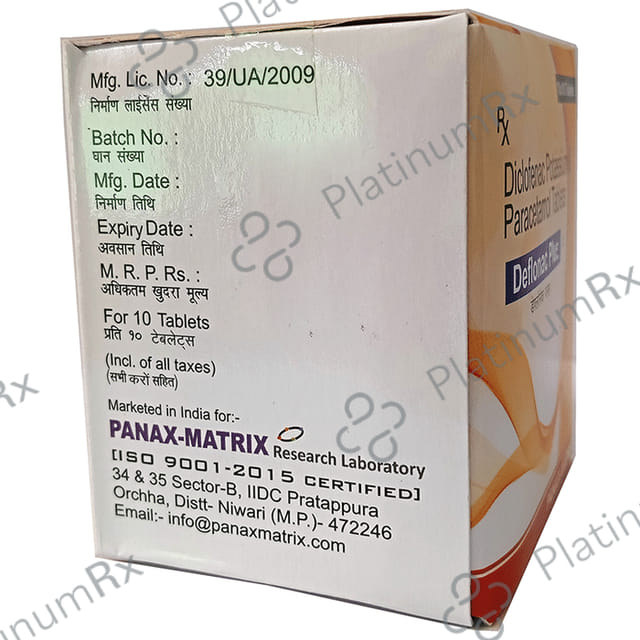 Mfg. Lic. No. : 39/UA/2009
निर्माण लाईसेंस संख्या
Batch No. :
घान संख्या
Mfg. Date :
निर्माण तिथि
Expiry Date :
अवसान तिथि
M. R. P. Rs. :
अधिकतम खुदरा मूल्य
For 10 Tablets
प्रति १० टेबलेट्स
(Incl. of all taxes)
(सभी करों सहित)
Marketed in India for:-
PANAX-MATRIX Research Laboratory
[ISO 9001-2015 CERTIFIED]
34 & 35 Sector-B, IIDC Pratappura
Orchha, Distt- Niwari (M.P.)- 472246
Email:- info@panaxmatrix.com
Rx
Diclofenac Potassium
Paracetamol Tablets
Deflonac Plus
PlatinumRx
PlatinumRx
PlatinumRx
PlatinumRx